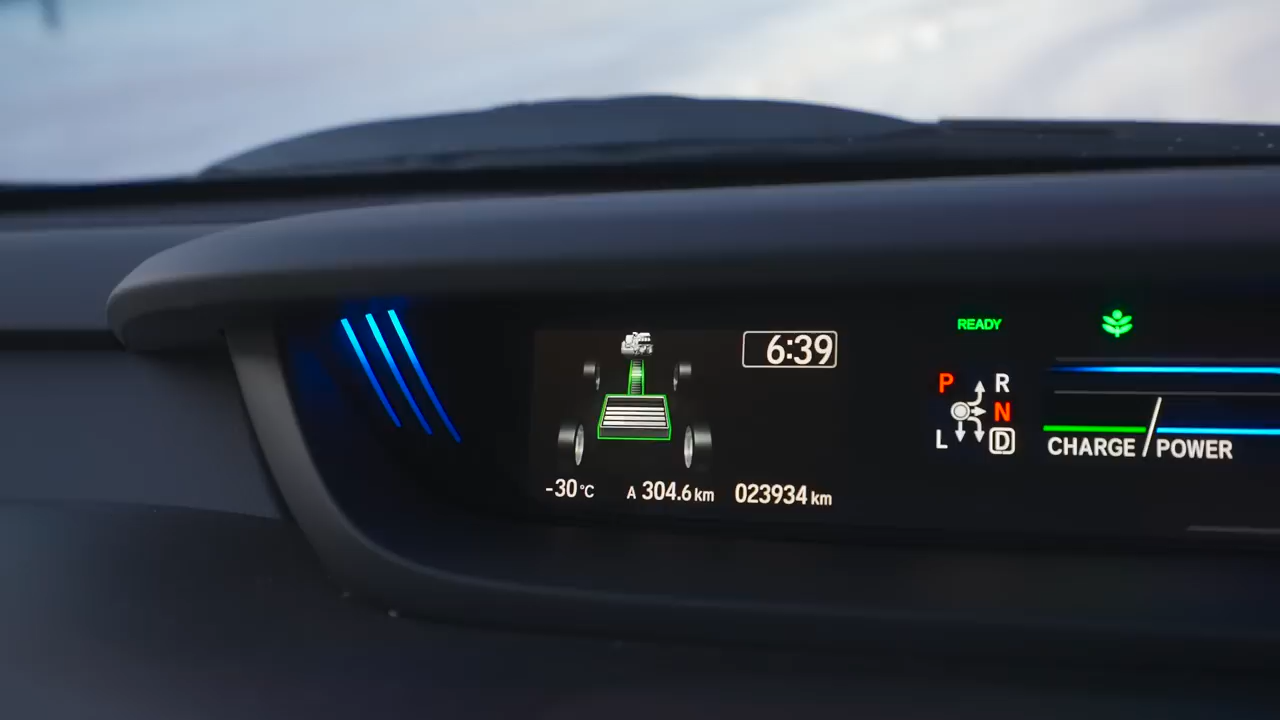 6:39
-30°C A 304.6 km 023934 km
READY
P R
N
L D
CHARGE / POWER